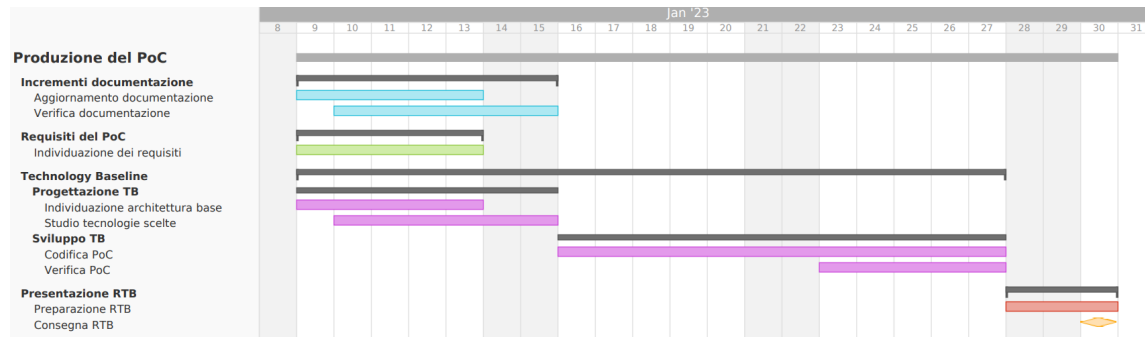 Jan '23
8 9 10 11 12 13 14 15 16 17 18 19 20 21 22 23 24 25 26 27 28 29 30 31
Produzione del PoC
Incrementi documentazione
Aggiornamento documentazione
Verifica documentazione
Requisiti del PoC
Individuazione dei requisiti
Technology Baseline
Progettazione TB
Individuazione architettura base
Studio tecnologie scelte
Sviluppo TB
Codifica PoC
Verifica PoC
Presentazione RTB
Preparazione RTB
Consegna RTB